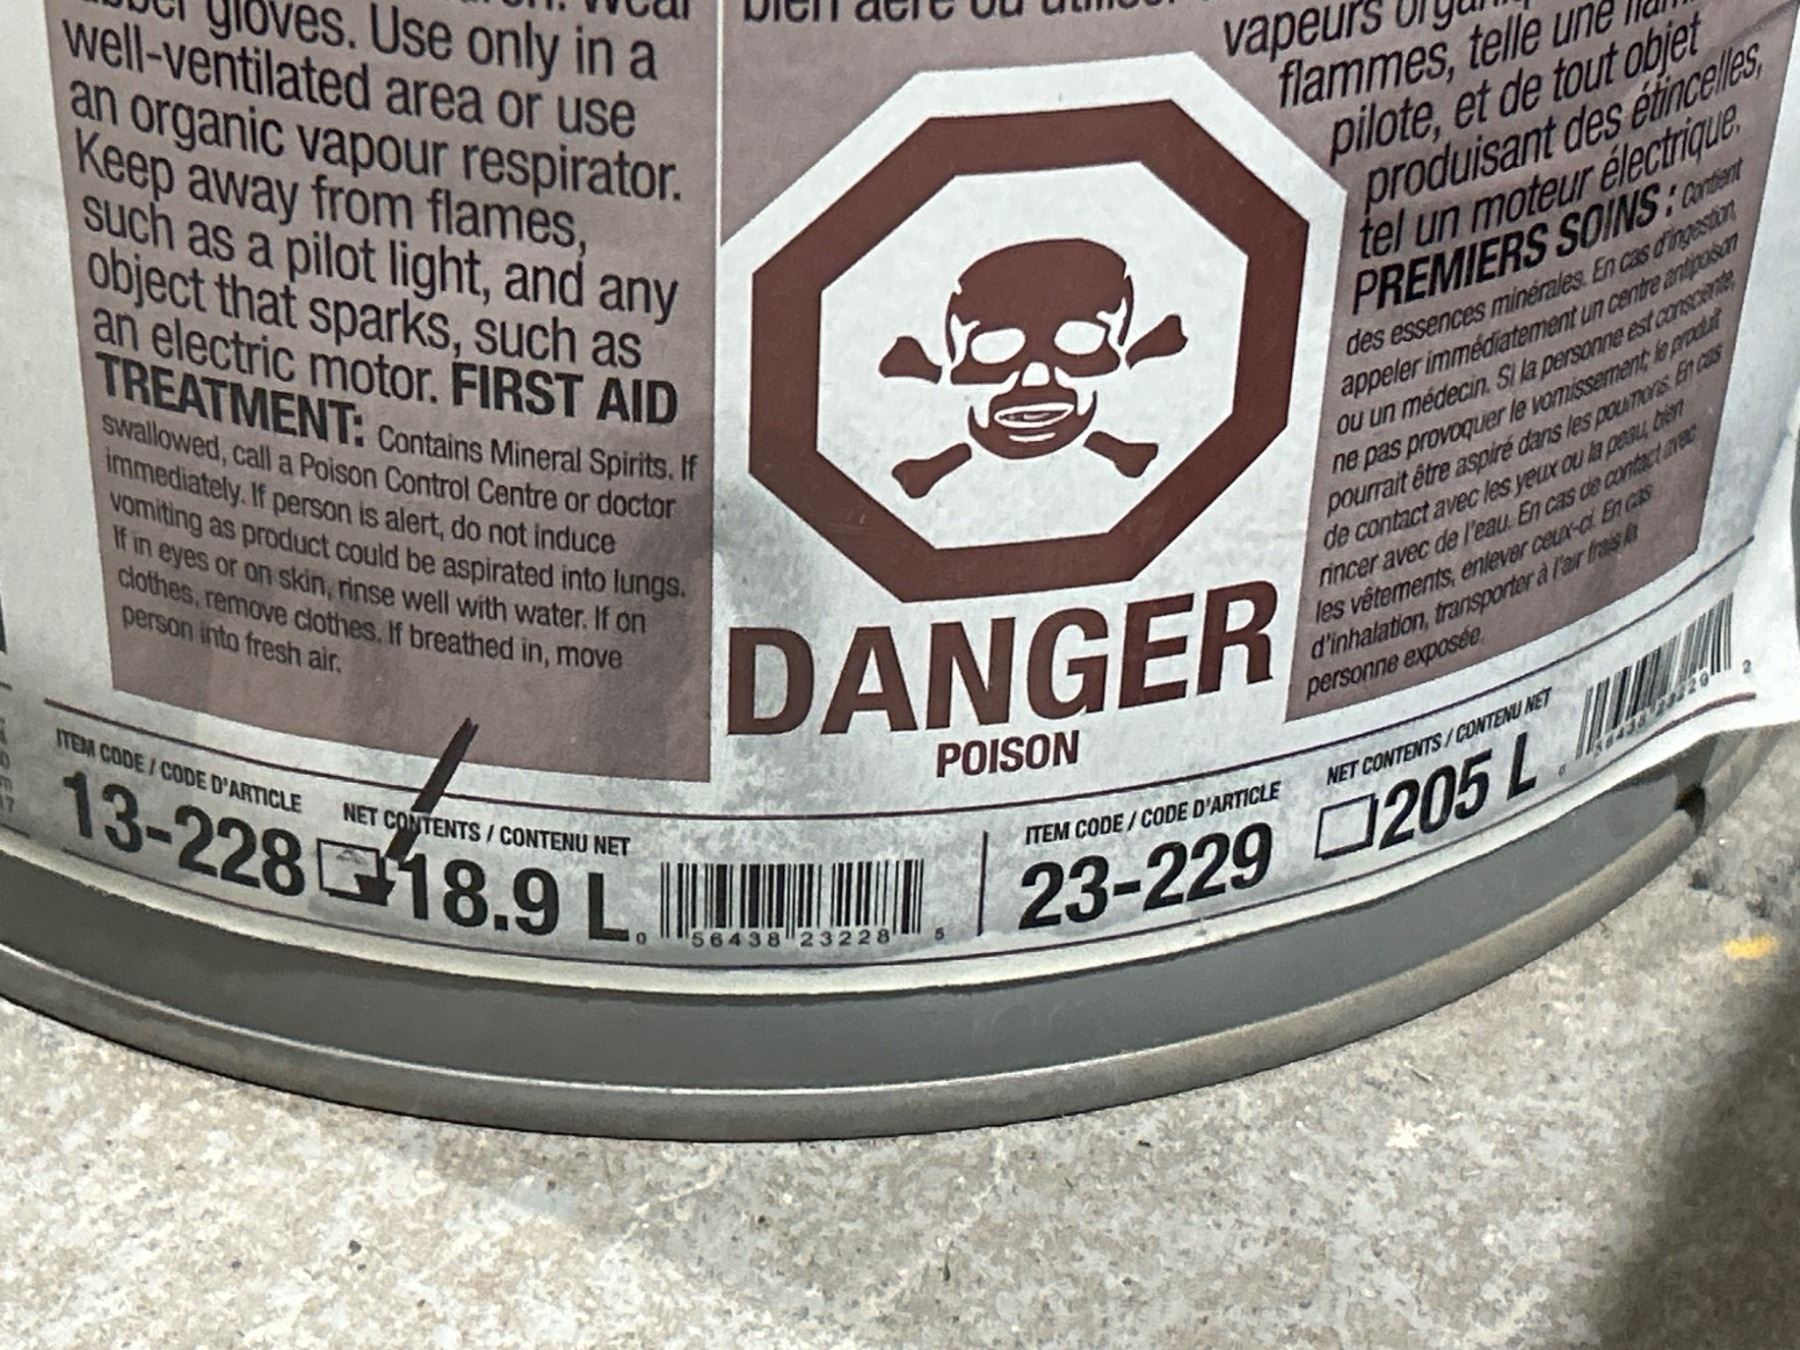 gloves. Use only in a
well-ventilated area or use
an organic vapour respirator.
Keep away from flames,
such as a pilot light, and any
object that sparks, such as
an electric motor. FIRST AID
TREATMENT: Contains Mineral Spirits. If
swallowed, call a Poison Control Centre or doctor
immediately. If person is alert, do not induce
vomiting as product could be aspirated into lungs.
If in eyes or on skin, rinse well with water. If on
clothes, remove clothes. If breathed in, move
person into fresh air.
DANGER
POISON
vapeurs
flammes, telle une
pilote, et de tout objet
produisant des étincelles,
tel un moteur électrique.
PREMIERS SOINS : Contient
des essences minérales. En cas d'ingestion,
appeler immédiatement un centre antipoison
ou un médecin. Si la personne est consciente,
ne pas provoquer le vomissement; le produit
pourrait être aspiré dans les poumons. En cas
de contact avec les yeux ou la peau, bien
rincer avec de l'eau. En cas de contact avec
les vêtements, enlever ceux-ci. En cas
d'inhalation, transporter à l'air frais la
personne exposée.
ITEM CODE / CODE D'ARTICLE
13-228
NET CONTENTS / CONTENU NET
18.9 L
0 56438 23228 5
ITEM CODE / CODE D'ARTICLE
23-229
NET CONTENTS / CONTENU NET
205 L